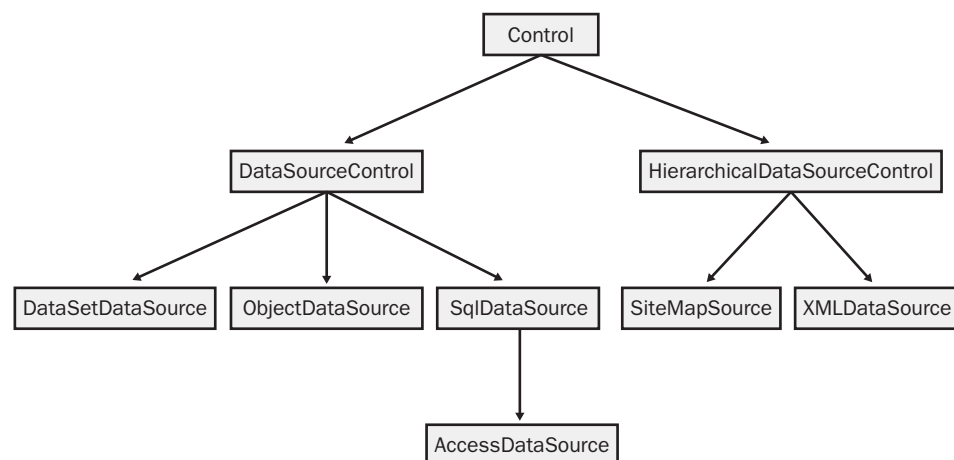 Control
DataSourceControl
HierarchicalDataSourceControl
DataSetDataSource
ObjectDataSource
SqlDataSource
SiteMapSource
XMLDataSource
AccessDataSource